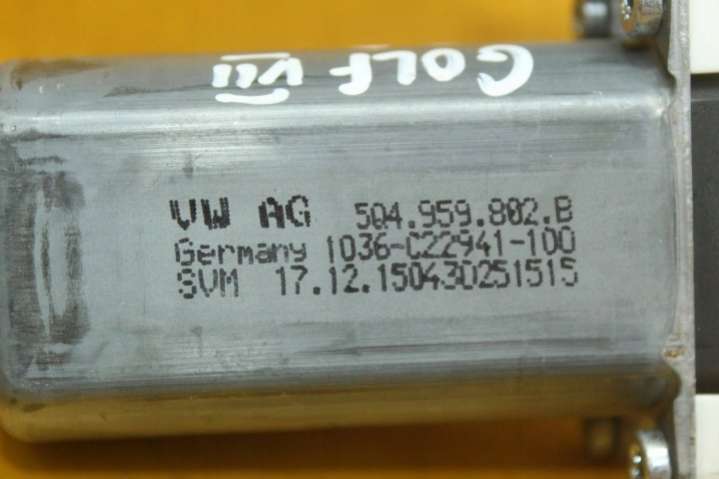 GOLF VII
VW AG 5Q4.959.802.B
Germany 1036-C22941-100
SVM 17.12.150430251515